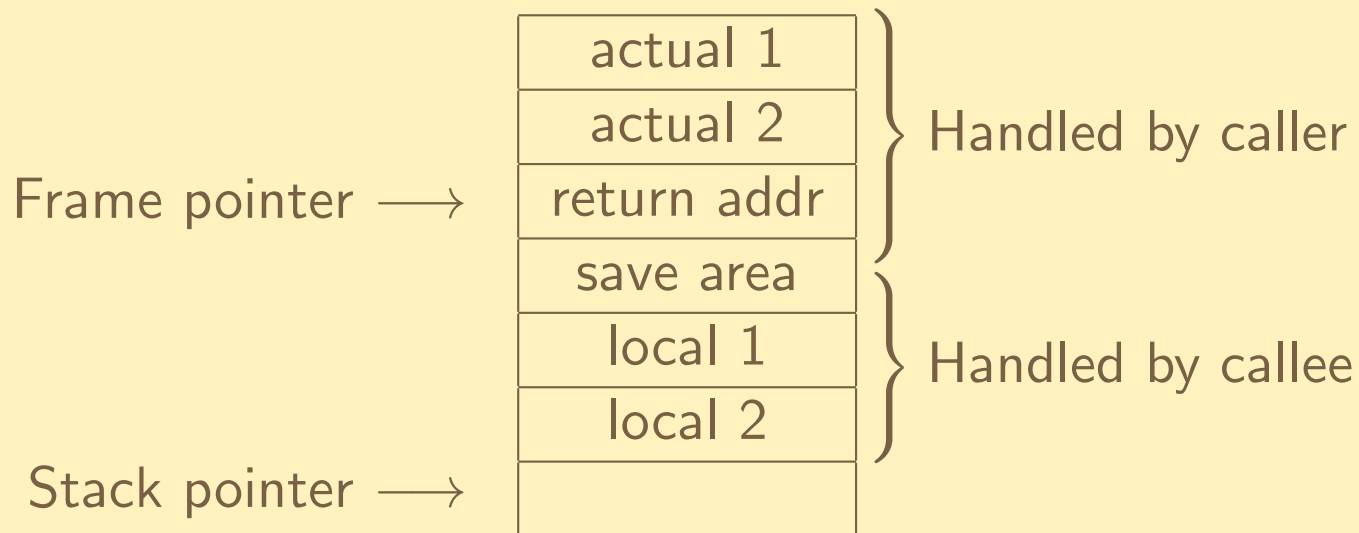 actual 1
actual 2
Handled by caller
Frame pointer ⟶ return addr
save area
local 1
Handled by callee
local 2
Stack pointer ⟶